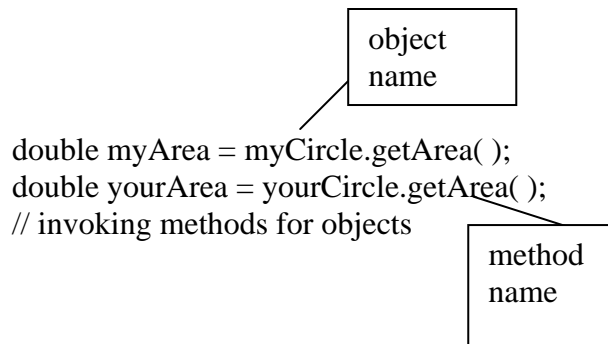 object
name
double myArea = myCircle.getArea( );
double yourArea = yourCircle.getArea( );
// invoking methods for objects
method
name